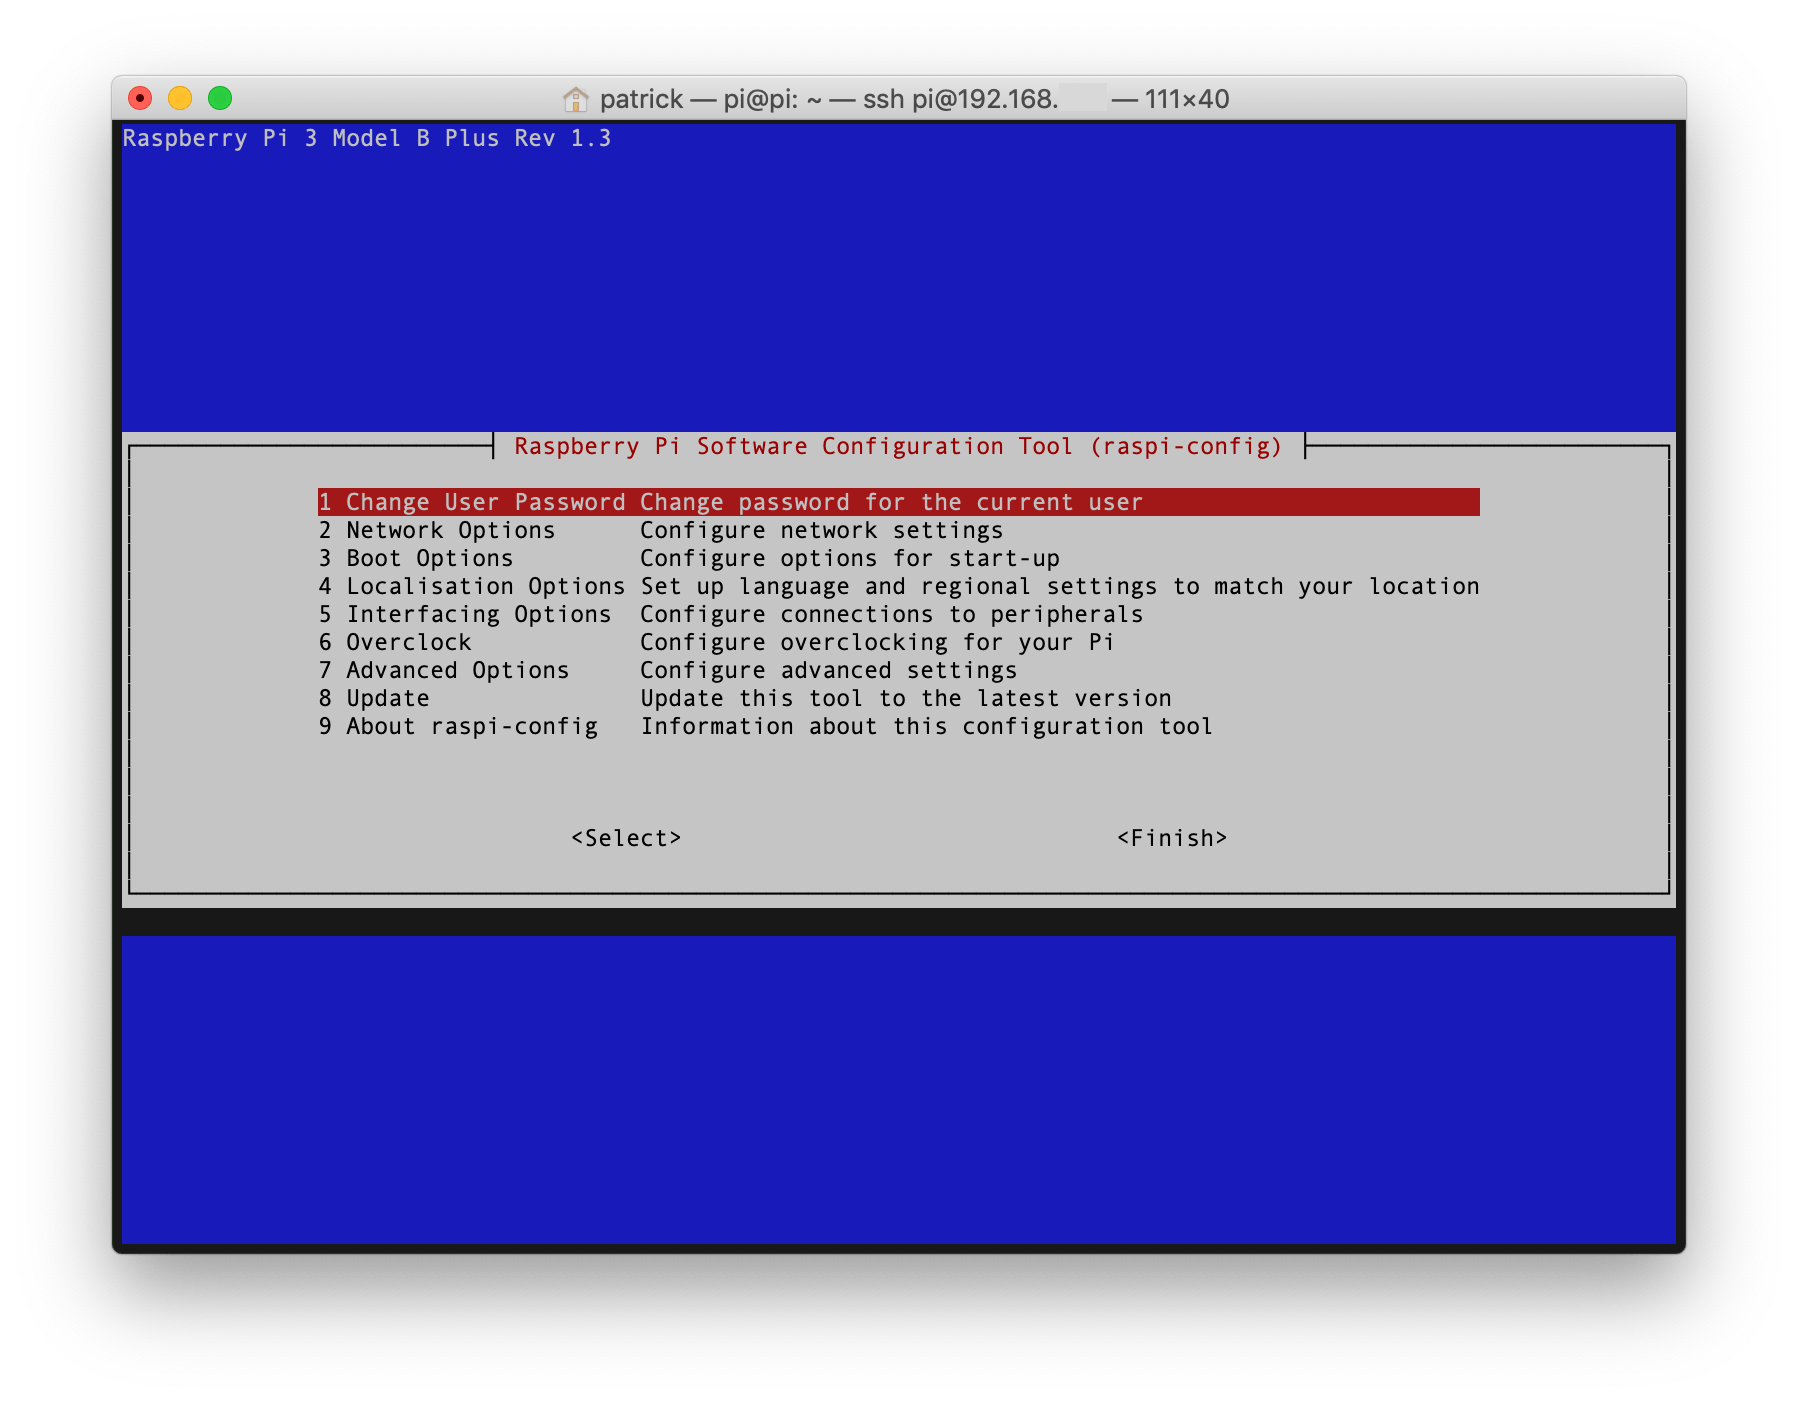 patrick — pi@pi: ~ — ssh pi@192.168. — 111×40
Raspberry Pi 3 Model B Plus Rev 1.3
Raspberry Pi Software Configuration Tool (raspi-config)
1 Change User Password Change password for the current user
2 Network Options Configure network settings
3 Boot Options Configure options for start-up
4 Localisation Options Set up language and regional settings to match your location
5 Interfacing Options Configure connections to peripherals
6 Overclock Configure overclocking for your Pi
7 Advanced Options Configure advanced settings
8 Update Update this tool to the latest version
9 About raspi-config Information about this configuration tool
<Select> <Finish>